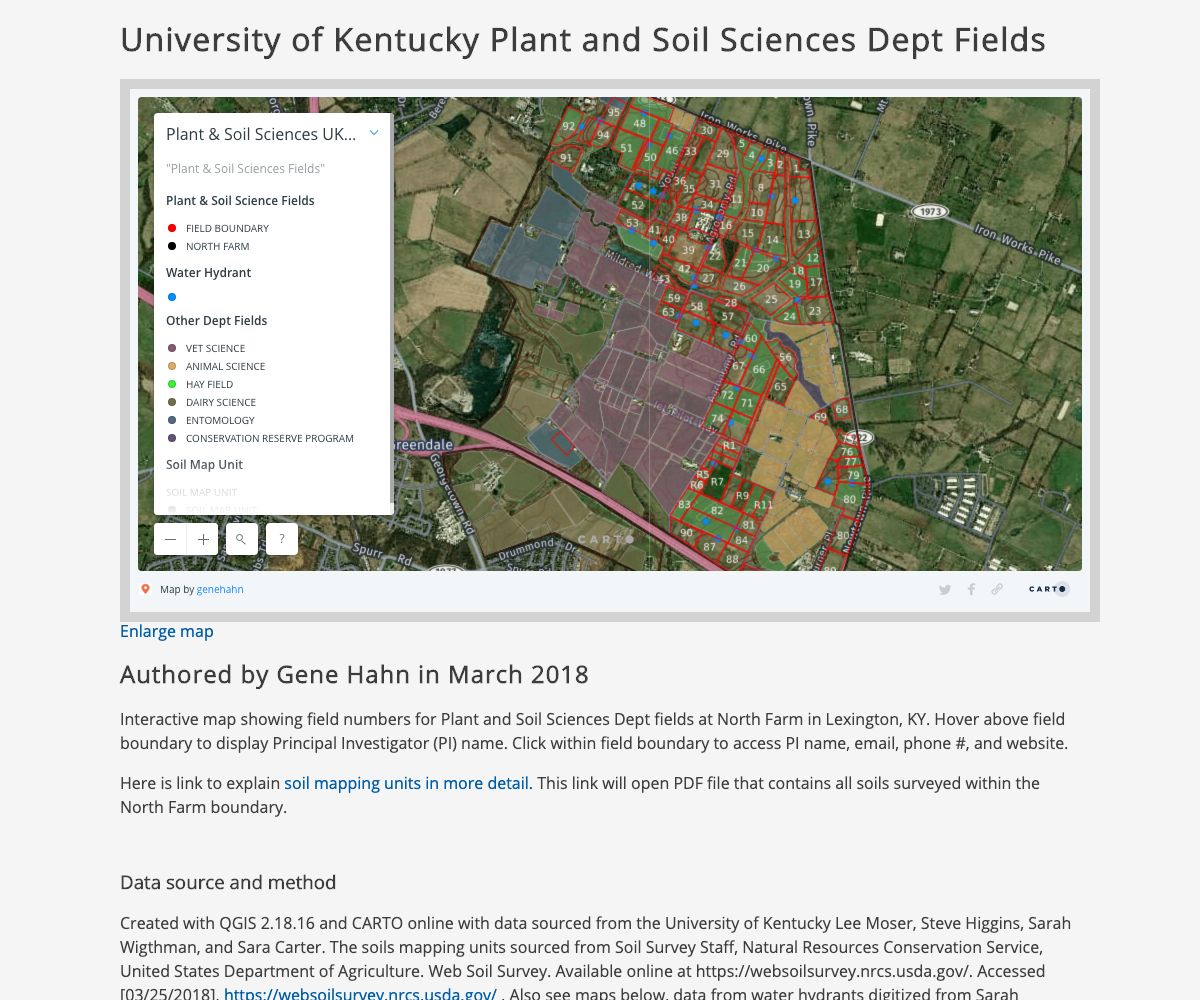 University of Kentucky Plant and Soil Sciences Dept Fields
Plant & Soil Sciences UK...
"Plant & Soil Sciences Fields"
Plant & Soil Science Fields
FIELD BOUNDARY
NORTH FARM
Water Hydrant
Other Dept Fields
VET SCIENCE
ANIMAL SCIENCE
HAY FIELD
DAIRY SCIENCE
ENTOMOLOGY
CONSERVATION RESERVE PROGRAM
Soil Map Unit
SOIL MAP UNIT
SOIL MAP UNIT
?
Iron-Works-Pike
1973
Iron-Works-Pike
Greendale
Georgetown Rd
Spurr Rd
Drummond Dr
CARTO
92
95
94
48
91
51
50
46
33
30
29
5
4
3
2
1
36
35
31
8
11
34
10
52
38
16
53
41
40
15
14
13
39
22
21
20
12
42
27
18
43
26
19
17
59
58
28
25
63
57
24
23
60
56
67
66
65
72
71
69
68
74
R1
76
77
R5
R6
R7
79
R9
R11
80
83
82
81
90
87
84
88
Map by genehahn
CARTO
Enlarge map
Authored by Gene Hahn in March 2018
Interactive map showing field numbers for Plant and Soil Sciences Dept fields at North Farm in Lexington, KY. Hover above field
boundary to display Principal Investigator (PI) name. Click within field boundary to access PI name, email, phone #, and website.
Here is link to explain soil mapping units in more detail. This link will open PDF file that contains all soils surveyed within the
North Farm boundary.
Data source and method
Created with QGIS 2.18.16 and CARTO online with data sourced from the University of Kentucky Lee Moser, Steve Higgins, Sarah
Wigthman, and Sara Carter. The soils mapping units sourced from Soil Survey Staff, Natural Resources Conservation Service,
United States Department of Agriculture. Web Soil Survey. Available online at https://websoilsurvey.nrcs.usda.gov/. Accessed
[03/25/2018]. https://websoilsurvey.nrcs.usda.gov/ . Also see maps below, data from water hydrants digitized from Sarah